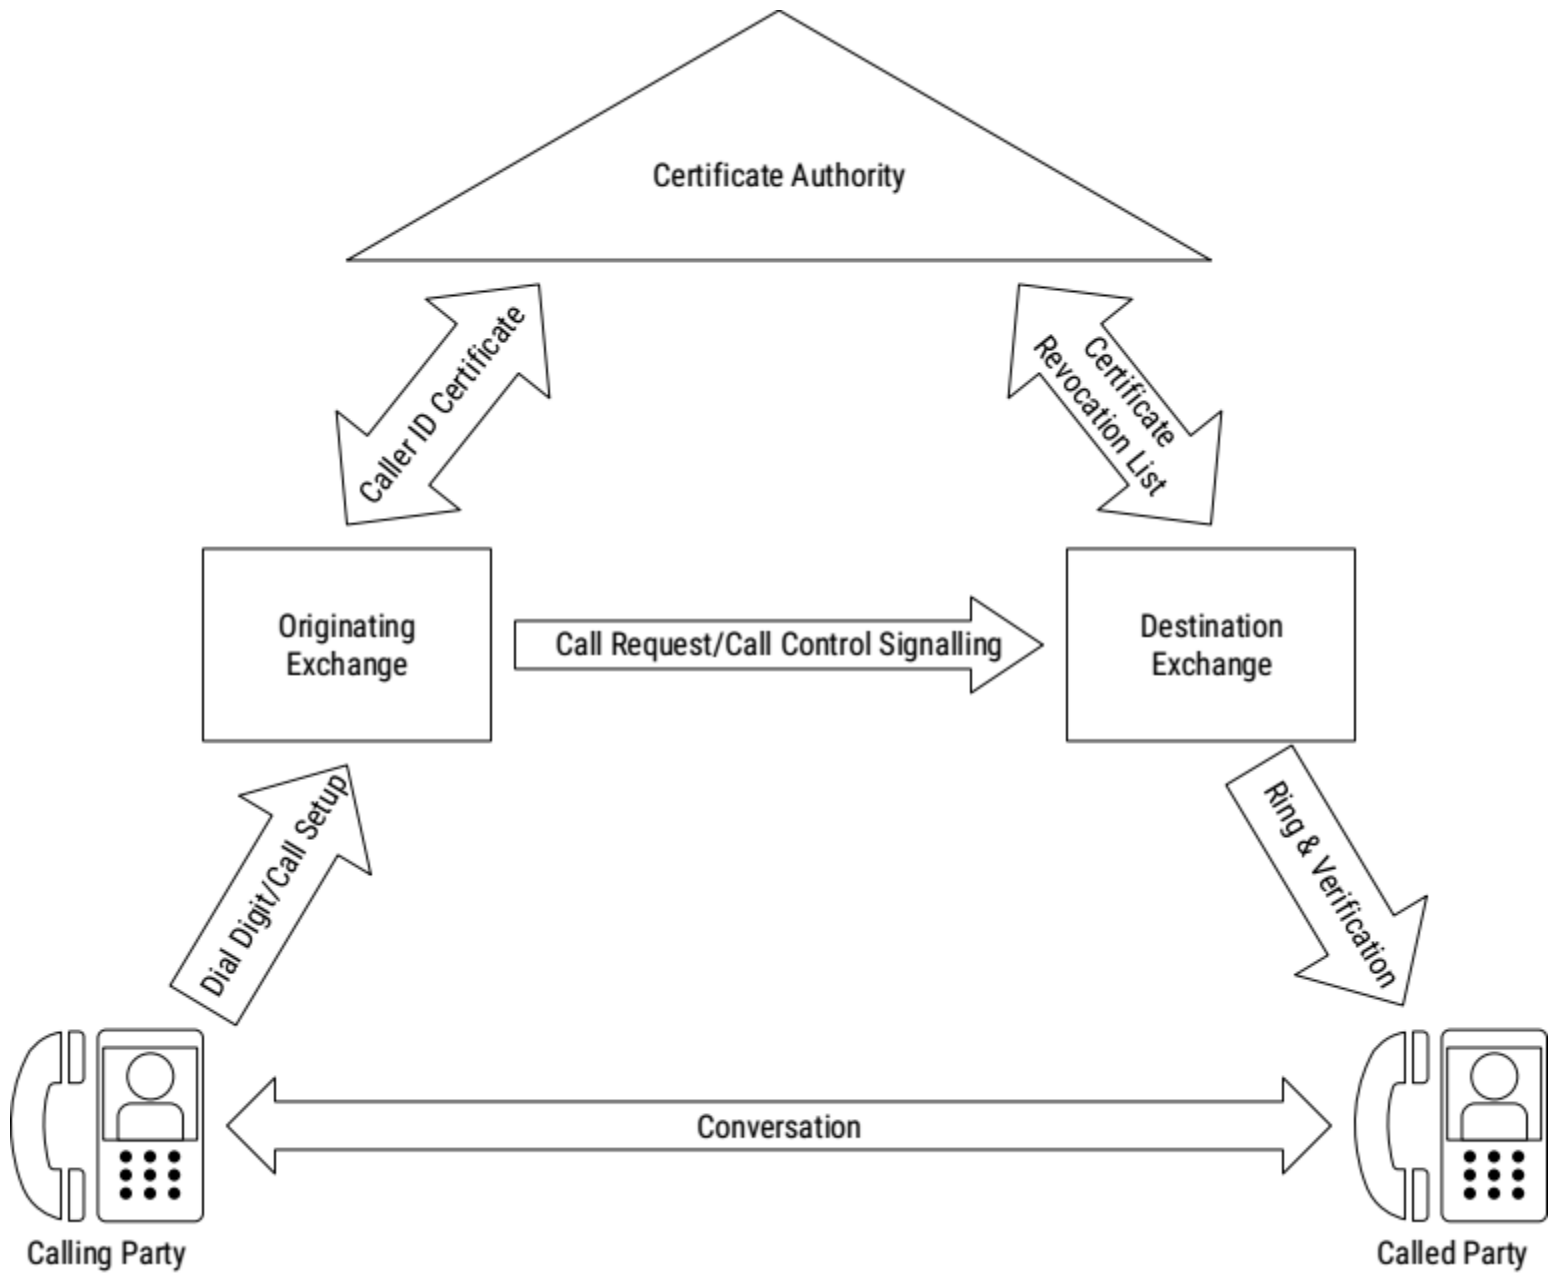 Certificate Authority
Caller ID Certificate
Certificate
Revocation List
Originating
Exchange
Call Request/Call Control Signalling
Destination
Exchange
Dial Digit/Call Setup
Ring & Verification
Conversation
Calling Party
Called Party